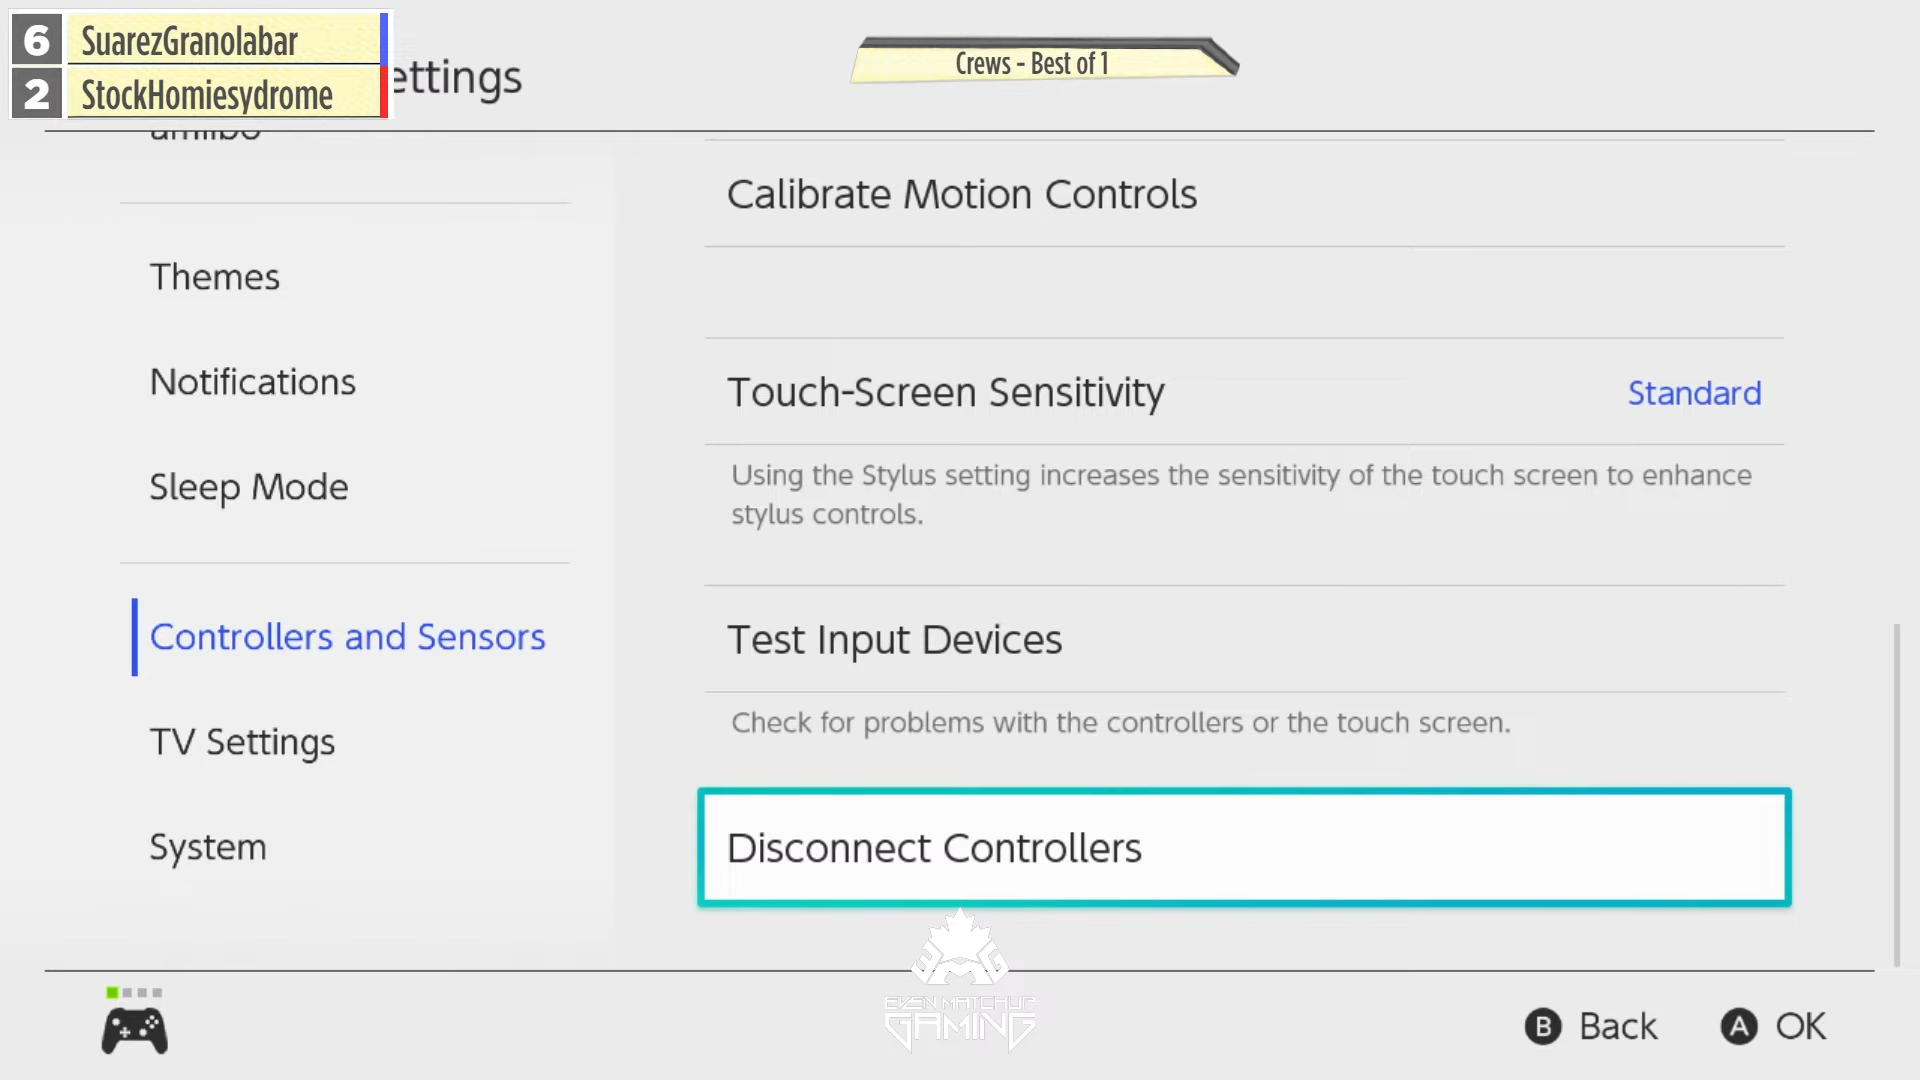 6 SuarezGranolabar
2 StockHomiesydrome
ettings
Crews - Best of 1
amiibo
Themes
Notifications
Sleep Mode
Controllers and Sensors
TV Settings
System
Calibrate Motion Controls
Touch-Screen Sensitivity Standard
Using the Stylus setting increases the sensitivity of the touch screen to enhance
stylus controls.
Test Input Devices
Check for problems with the controllers or the touch screen.
Disconnect Controllers
EMG
EVEN MATCHUP
GAMING
B Back A OK